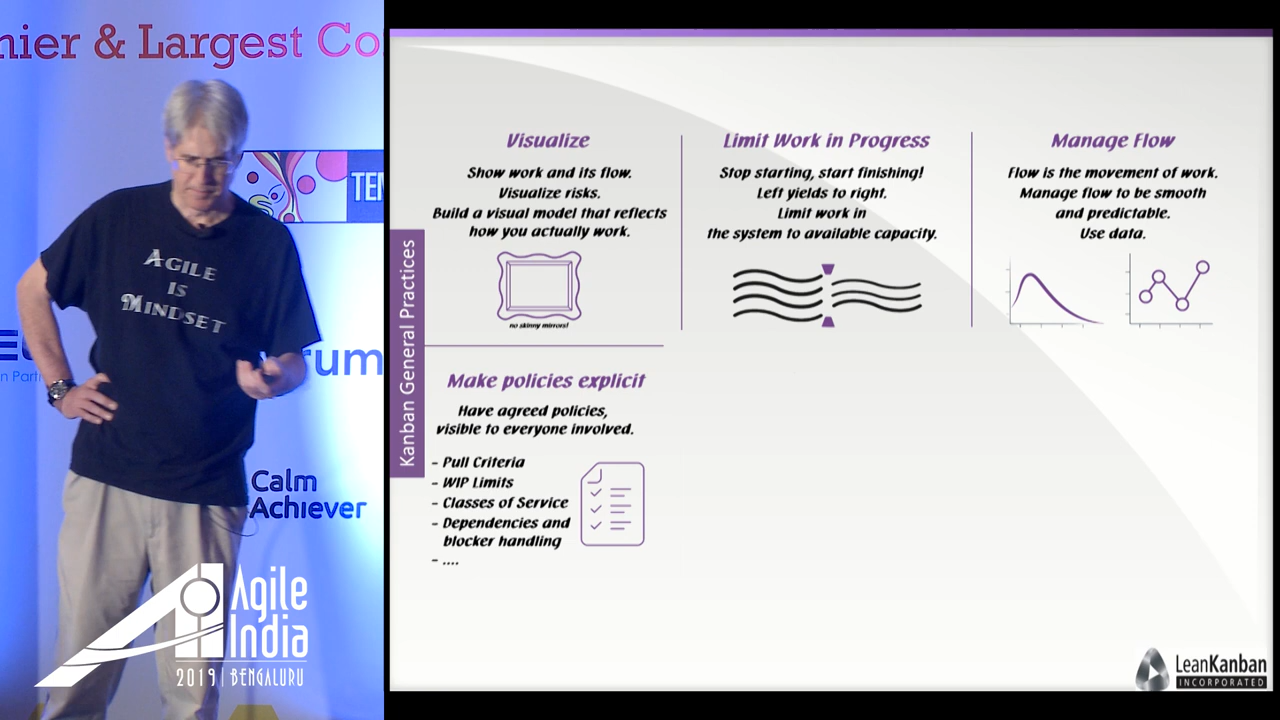 & Largest
TE
AGILE
IS
MINDSET
rum
Calm
Achiever
Agile
India
2019 | BENGALURU
Kanban General Practices
Visualize
Show work and its flow.
Visualize risks.
Build a visual model that reflects
how you actually work.
no skinny mirrors!
Limit Work in Progress
Stop starting, start finishing!
Left yields to right.
Limit work in
the system to available capacity.
Manage Flow
Flow is the movement of work.
Manage flow to be smooth
and predictable.
Use data.
Make policies explicit
Have agreed policies,
visible to everyone involved.
- Pull Criteria
- WIP Limits
- Classes of Service
- Dependencies and
blocker handling
- ....
LeanKanban
INCORPORATED